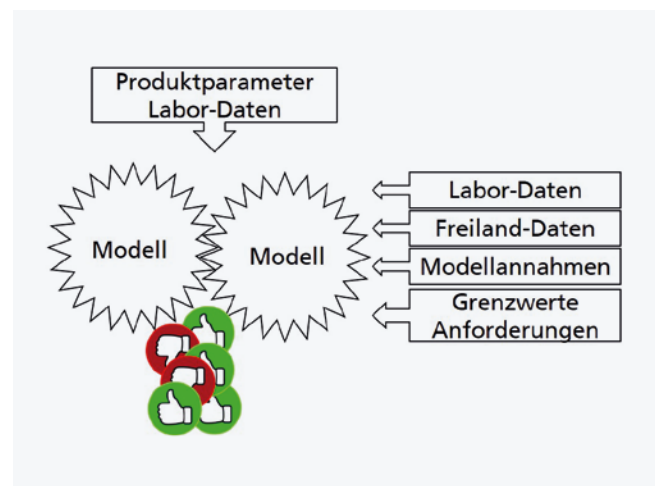 Produktparameter
Labor-Daten
Modell
Modell
Labor-Daten
Freiland-Daten
Modellannahmen
Grenzwerte
Anforderungen